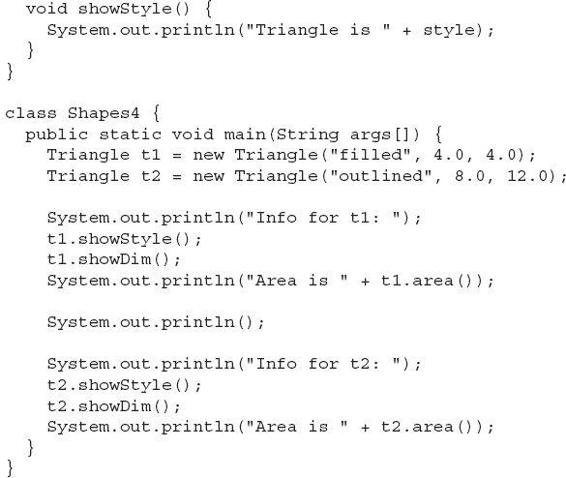 void showStyle() {
System.out.println("Triangle is " + style);
}
}
class Shapes4 {
public static void main(String args[]) {
Triangle t1 = new Triangle("filled", 4.0, 4.0);
Triangle t2 = new Triangle("outlined", 8.0, 12.0);
System.out.println("Info for t1: ");
t1.showStyle();
t1.showDim();
System.out.println("Area is " + t1.area());
System.out.println();
System.out.println("Info for t2: ");
t2.showStyle();
t2.showDim();
System.out.println("Area is " + t2.area());
}
}